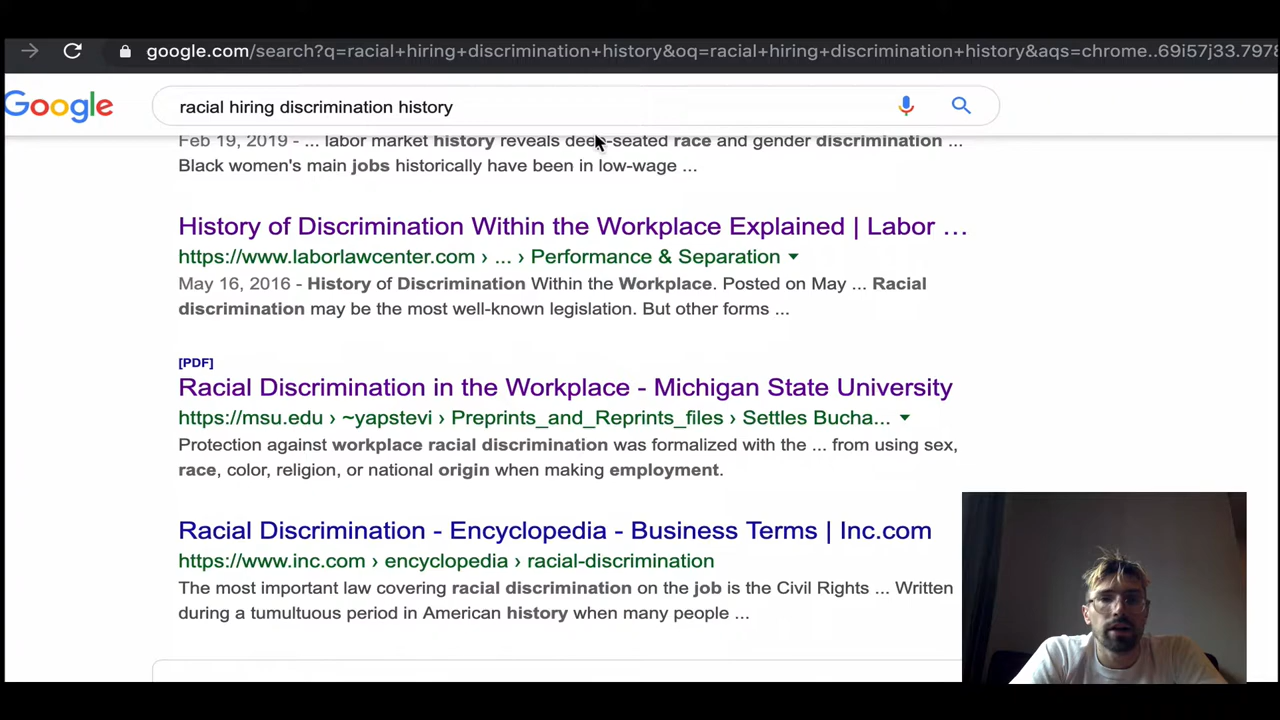 google.com/search?q=racial+hiring+discrimination+history&oq=racial+hiring+discrimination+history&aqs=chrome..69i57j33.7978
Google
racial hiring discrimination history
Feb 19, 2019 - ... labor market history reveals deep-seated race and gender discrimination ...
Black women's main jobs historically have been in low-wage ...
History of Discrimination Within the Workplace Explained | Labor ...
https://www.laborlawcenter.com › ... › Performance & Separation
May 16, 2016 - History of Discrimination Within the Workplace. Posted on May ... Racial
discrimination may be the most well-known legislation. But other forms ...
[PDF]
Racial Discrimination in the Workplace - Michigan State University
https://msu.edu › ~yapstevi › Preprints_and_Reprints_files › Settles Bucha...
Protection against workplace racial discrimination was formalized with the ... from using sex,
race, color, religion, or national origin when making employment.
Racial Discrimination - Encyclopedia - Business Terms | Inc.com
https://www.inc.com › encyclopedia › racial-discrimination
The most important law covering racial discrimination on the job is the Civil Rights ... Written
during a tumultuous period in American history when many people ...